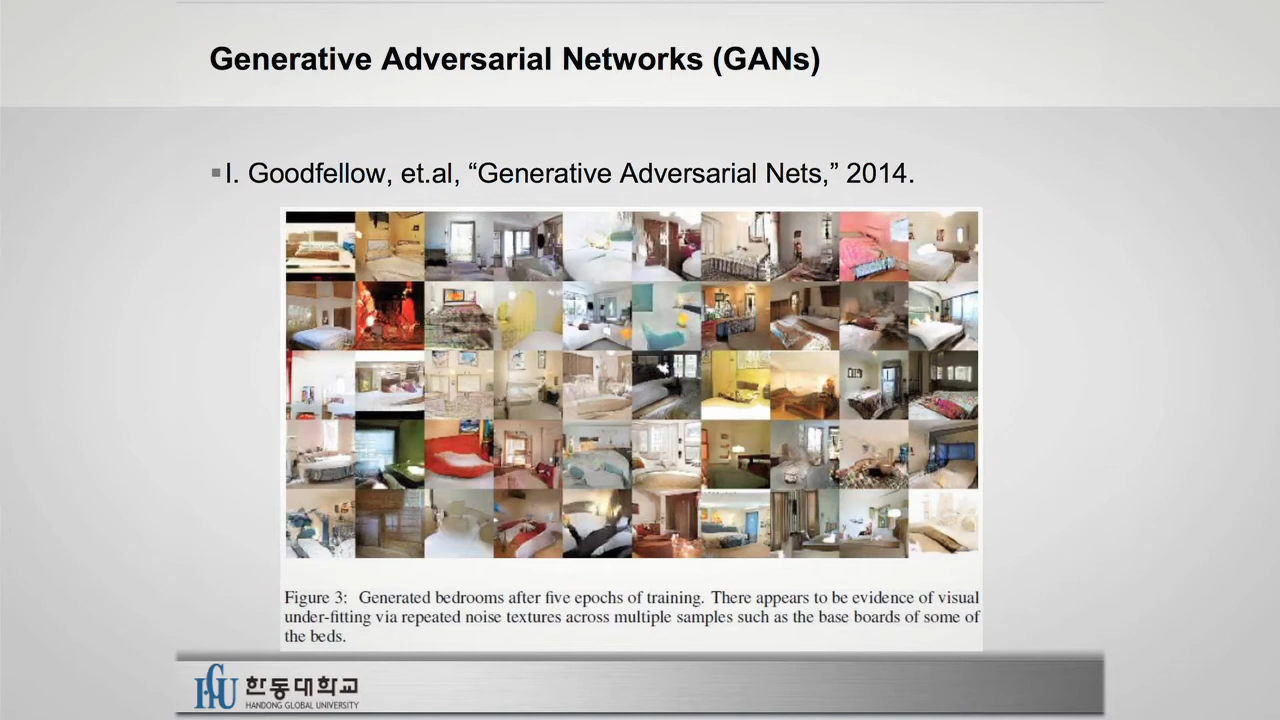 Generative Adversarial Networks (GANs)
I. Goodfellow, et.al, “Generative Adversarial Nets,” 2014.
Figure 3: Generated bedrooms after five epochs of training. There appears to be evidence of visual
under-fitting via repeated noise textures across multiple samples such as the base boards of some of
the beds.
HGU 한동대학교
HANDONG GLOBAL UNIVERSITY